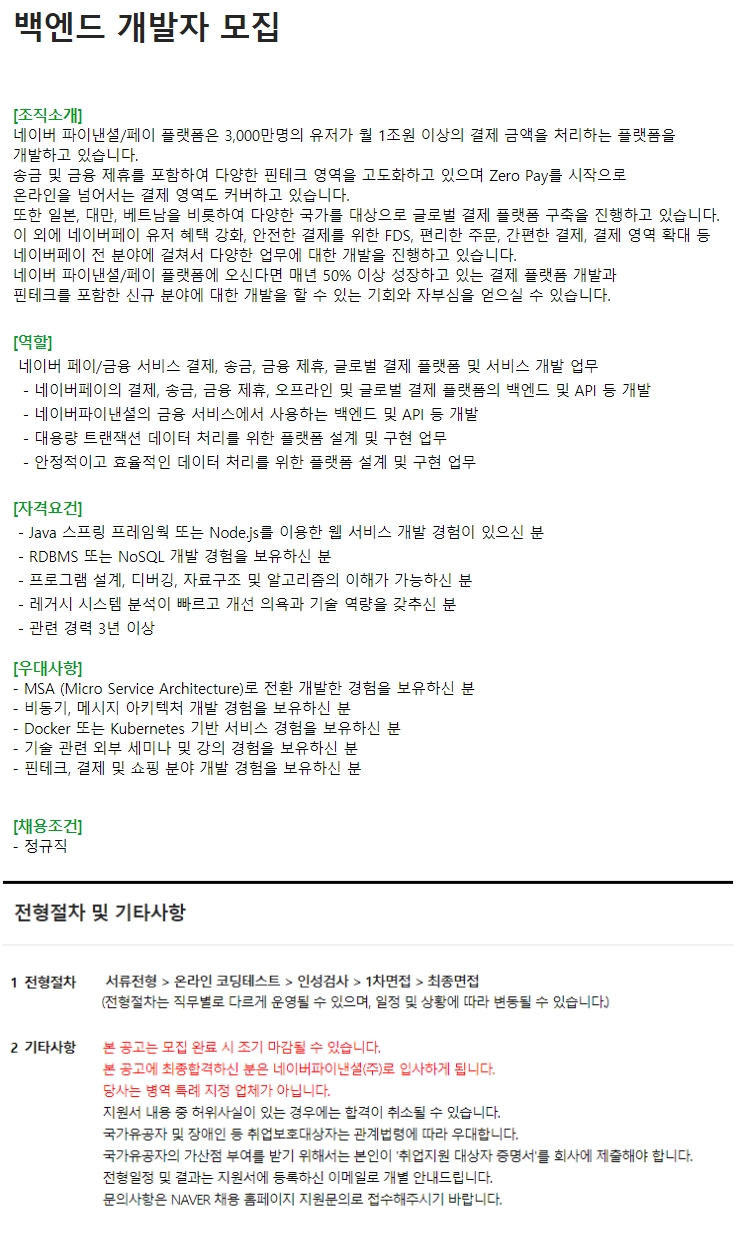 백엔드 개발자 모집
[조직소개]
네이버 파이낸셜/페이 플랫폼은 3,000만명의 유저가 월 1조원 이상의 결제 금액을 처리하는 플랫폼을
개발하고 있습니다.
송금 및 금융 제휴를 포함하여 다양한 핀테크 영역을 고도화하고 있으며 Zero Pay를 시작으로
온라인을 넘어서는 결제 영역도 커버하고 있습니다.
또한 일본, 대만, 베트남을 비롯하여 다양한 국가를 대상으로 글로벌 결제 플랫폼 구축을 진행하고 있습니다.
이 외에 네이버페이 유저 혜택 강화, 안전한 결제를 위한 FDS, 편리한 주문, 간편한 결제, 결제 영역 확대 등
네이버페이 전 분야에 걸쳐서 다양한 업무에 대한 개발을 진행하고 있습니다.
네이버 파이낸셜/페이 플랫폼에 오신다면 매년 50% 이상 성장하고 있는 결제 플랫폼 개발과
핀테크를 포함한 신규 분야에 대한 개발을 할 수 있는 기회와 자부심을 얻으실 수 있습니다.
[역할]
네이버 페이/금융 서비스 결제, 송금, 금융 제휴, 글로벌 결제 플랫폼 및 서비스 개발 업무
- 네이버페이의 결제, 송금, 금융 제휴, 오프라인 및 글로벌 결제 플랫폼의 백엔드 및 API 등 개발
- 네이버파이낸셜의 금융 서비스에서 사용하는 백엔드 및 API 등 개발
- 대용량 트랜잭션 데이터 처리를 위한 플랫폼 설계 및 구현 업무
- 안정적이고 효율적인 데이터 처리를 위한 플랫폼 설계 및 구현 업무
[자격요건]
- Java 스프링 프레임웍 또는 Node.js를 이용한 웹 서비스 개발 경험이 있으신 분
- RDBMS 또는 NoSQL 개발 경험을 보유하신 분
- 프로그램 설계, 디버깅, 자료구조 및 알고리즘의 이해가 가능하신 분
- 레거시 시스템 분석이 빠르고 개선 의욕과 기술 역량을 갖추신 분
- 관련 경력 3년 이상
[우대사항]
- MSA (Micro Service Architecture)로 전환 개발한 경험을 보유하신 분
- 비동기, 메시지 아키텍처 개발 경험을 보유하신 분
- Docker 또는 Kubernetes 기반 서비스 경험을 보유하신 분
- 기술 관련 외부 세미나 및 강의 경험을 보유하신 분
- 핀테크, 결제 및 쇼핑 분야 개발 경험을 보유하신 분
[채용조건]
- 정규직
전형절차 및 기타사항
1 전형절차 서류전형 > 온라인 코딩테스트 > 인성검사 > 1차면접 > 최종면접
(전형절차는 직무별로 다르게 운영될 수 있으며, 일정 및 상황에 따라 변동될 수 있습니다.)
2 기타사항 본 공고는 모집 완료 시 조기 마감될 수 있습니다.
본 공고에 최종합격하신 분은 네이버파이낸셜(주)로 입사하게 됩니다.
당사는 병역 특례 지정 업체가 아닙니다.
지원서 내용 중 허위사실이 있는 경우에는 합격이 취소될 수 있습니다.
국가유공자 및 장애인 등 취업보호대상자는 관계법령에 따라 우대합니다.
국가유공자의 가산점 부여를 받기 위해서는 본인이 '취업지원 대상자 증명서'를 회사에 제출해야 합니다.
전형일정 및 결과는 지원서에 등록하신 이메일로 개별 안내드립니다.
문의사항은 NAVER 채용 홈페이지 지원문의로 접수해주시기 바랍니다.